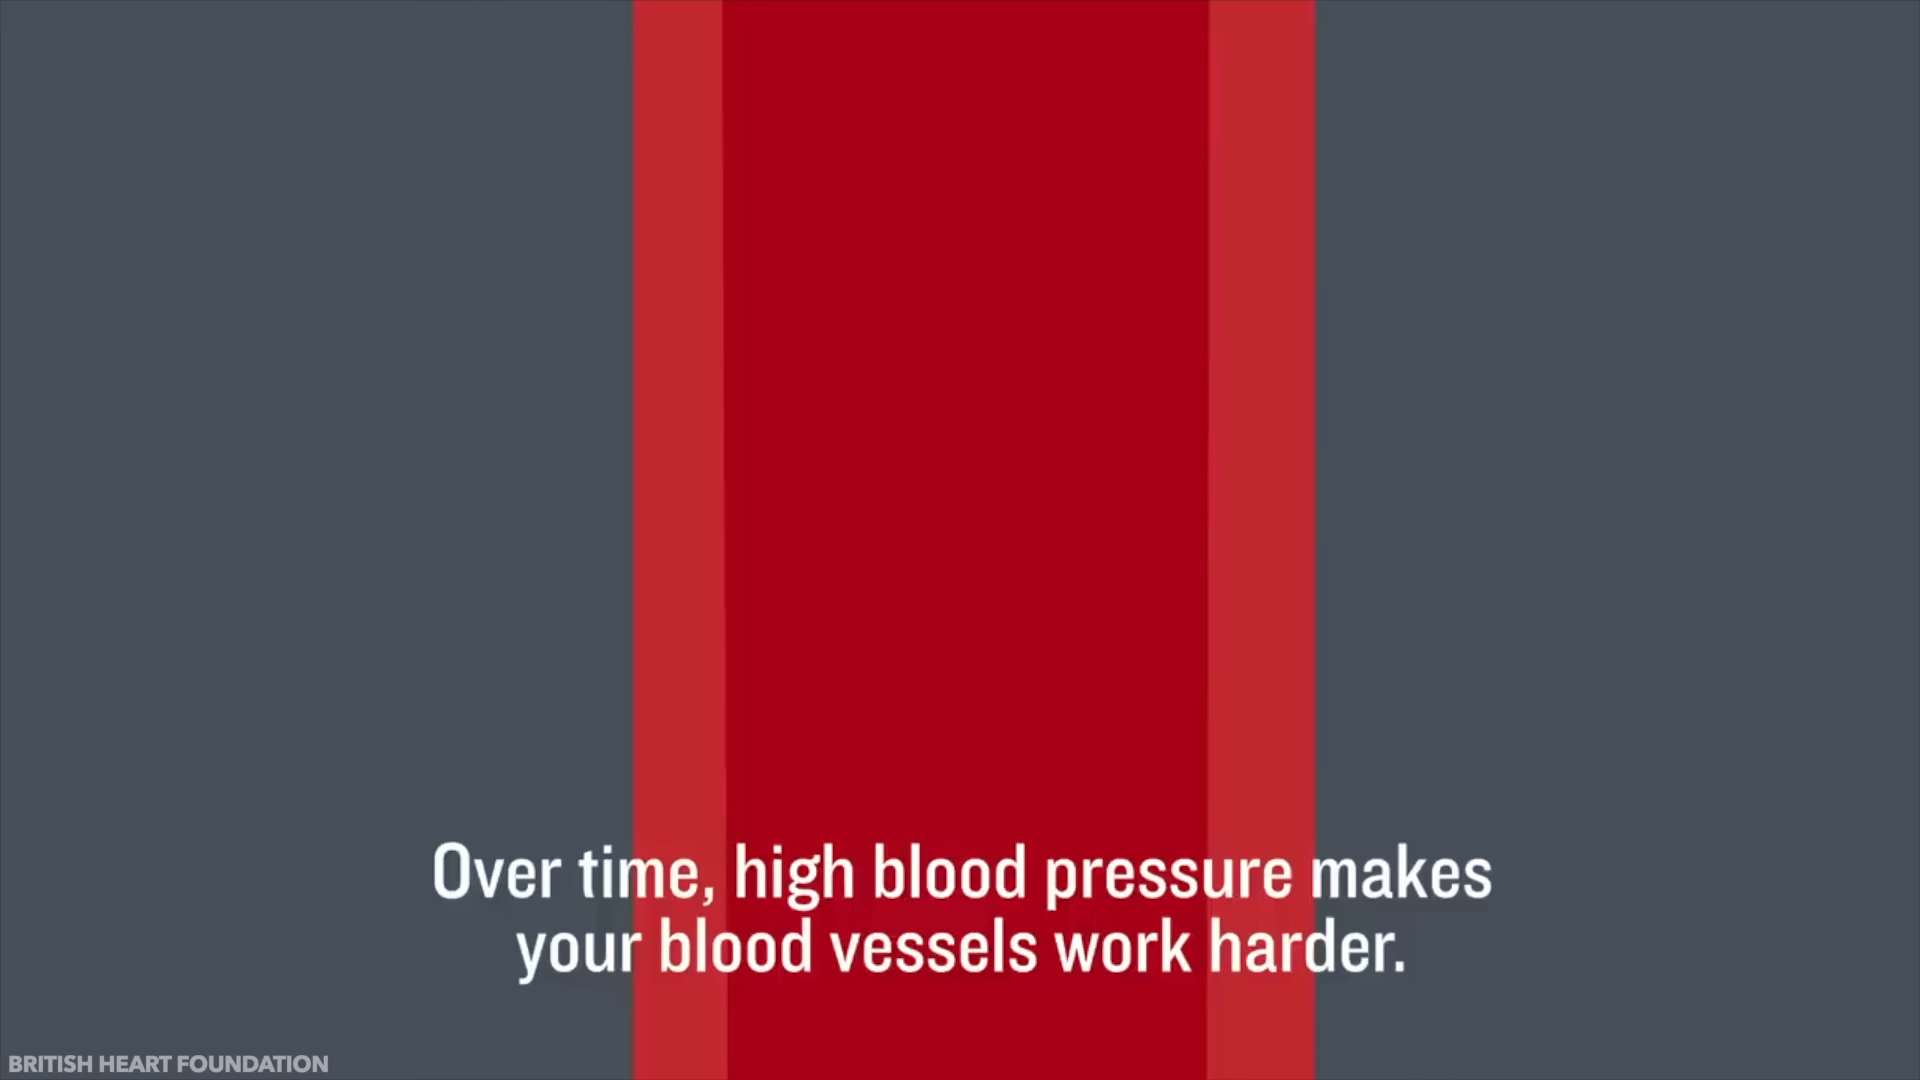 Over time, high blood pressure makes
your blood vessels work harder.
BRITISH HEART FOUNDATION